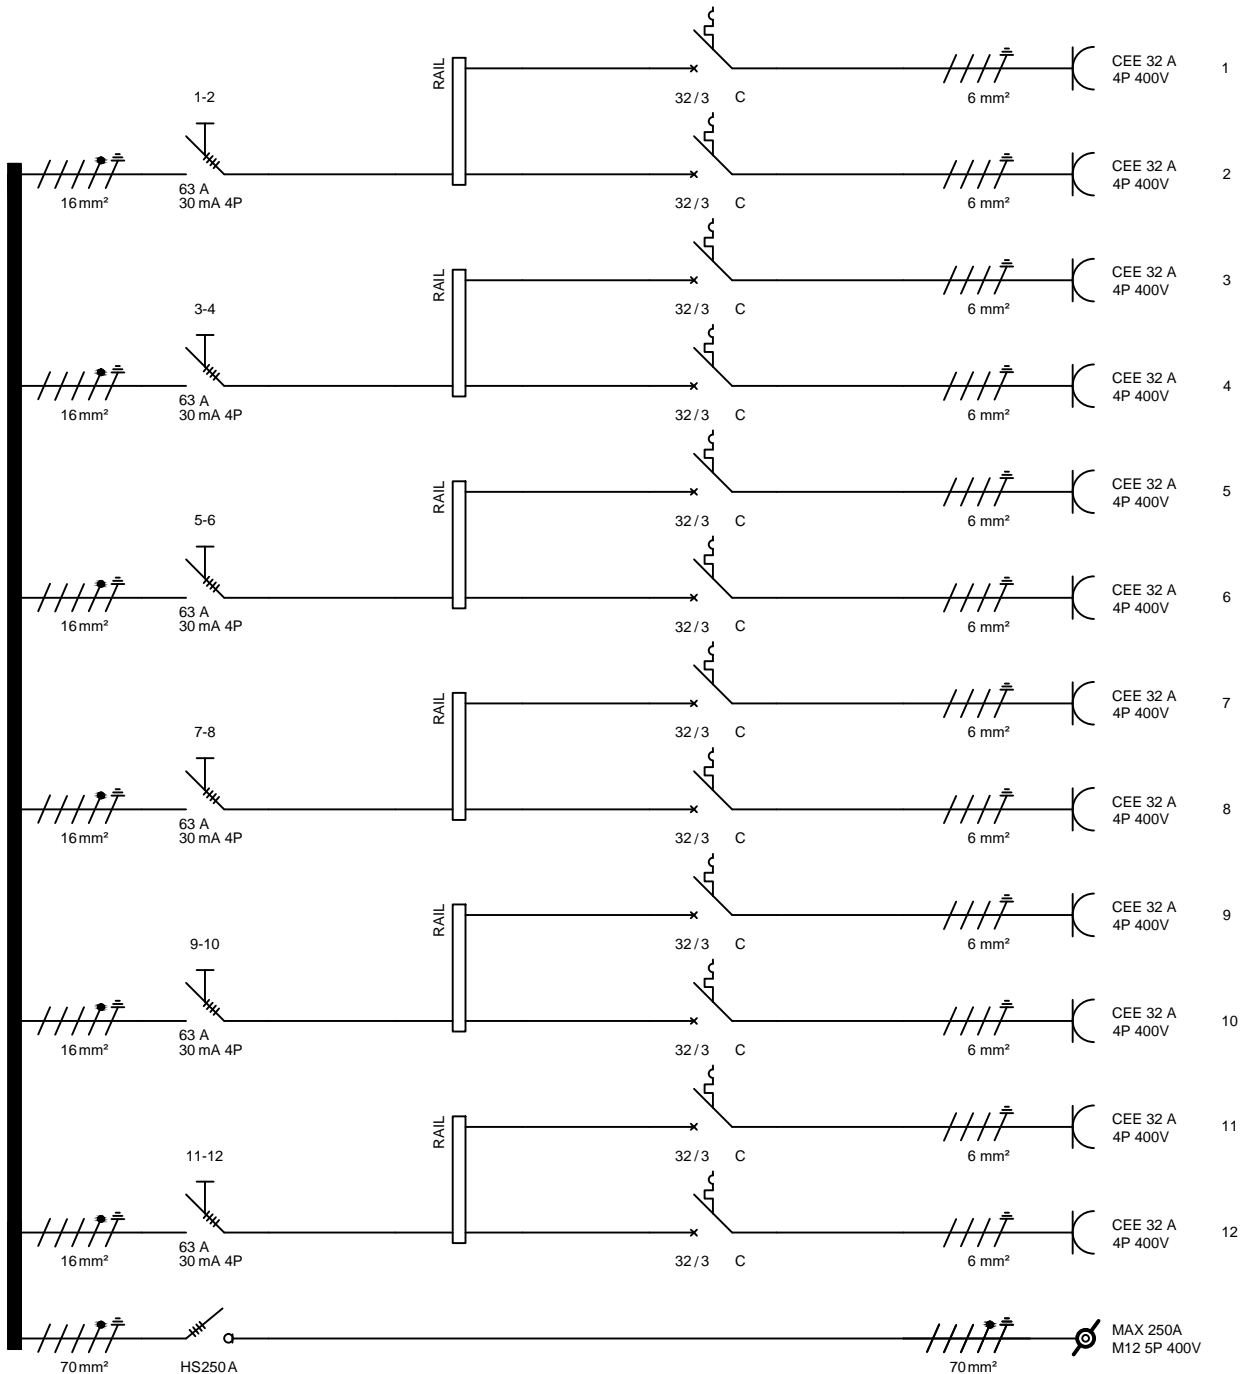 RAIL
CEE 32 A
4P 400V
1
1-2
32/3 C
6 mm²
63 A
30 mA 4P
16mm²
CEE 32 A
4P 400V
2
32/3 C
6 mm²
RAIL
CEE 32 A
4P 400V
3
3-4
32/3 C
6 mm²
63 A
30 mA 4P
16mm²
CEE 32 A
4P 400V
4
32/3 C
6 mm²
RAIL
CEE 32 A
4P 400V
5
5-6
32/3 C
6 mm²
63 A
30 mA 4P
16mm²
CEE 32 A
4P 400V
6
32/3 C
6 mm²
RAIL
CEE 32 A
4P 400V
7
7-8
32/3 C
6 mm²
63 A
30 mA 4P
16mm²
CEE 32 A
4P 400V
8
32/3 C
6 mm²
RAIL
CEE 32 A
4P 400V
9
9-10
32/3 C
6 mm²
63 A
30 mA 4P
16mm²
CEE 32 A
4P 400V
10
32/3 C
6 mm²
RAIL
CEE 32 A
4P 400V
11
11-12
32/3 C
6 mm²
63 A
30 mA 4P
16mm²
CEE 32 A
4P 400V
12
32/3 C
6 mm²
70mm²
HS250A
70mm²
MAX 250A
M12 5P 400V